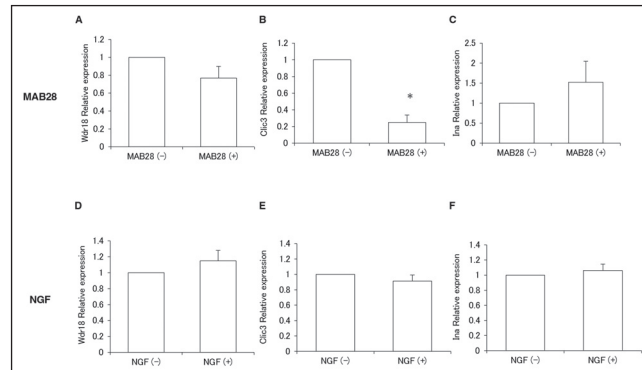 A
B
C
MAB28
Wdr18 Relative expression
1.2
1
0.8
0.6
0.4
0.2
0
MAB28 (−)
MAB28 (+)
Clic3 Relative expression
1.2
1
0.8
0.6
0.4
0.2
0
*
MAB28 (−)
MAB28 (+)
Ina Relative expression
2.5
2
1.5
1
0.5
0
MAB28 (−)
MAB28 (+)
D
E
F
NGF
Wdr18 Relative expression
1.4
1.2
1
0.8
0.6
0.4
0.2
0
NGF (−)
NGF (+)
Clic3 Relative expression
1.4
1.2
1
0.8
0.6
0.4
0.2
0
NGF (−)
NGF (+)
Ina Relative expression
1.4
1.2
1
0.8
0.6
0.4
0.2
0
NGF (−)
NGF (+)